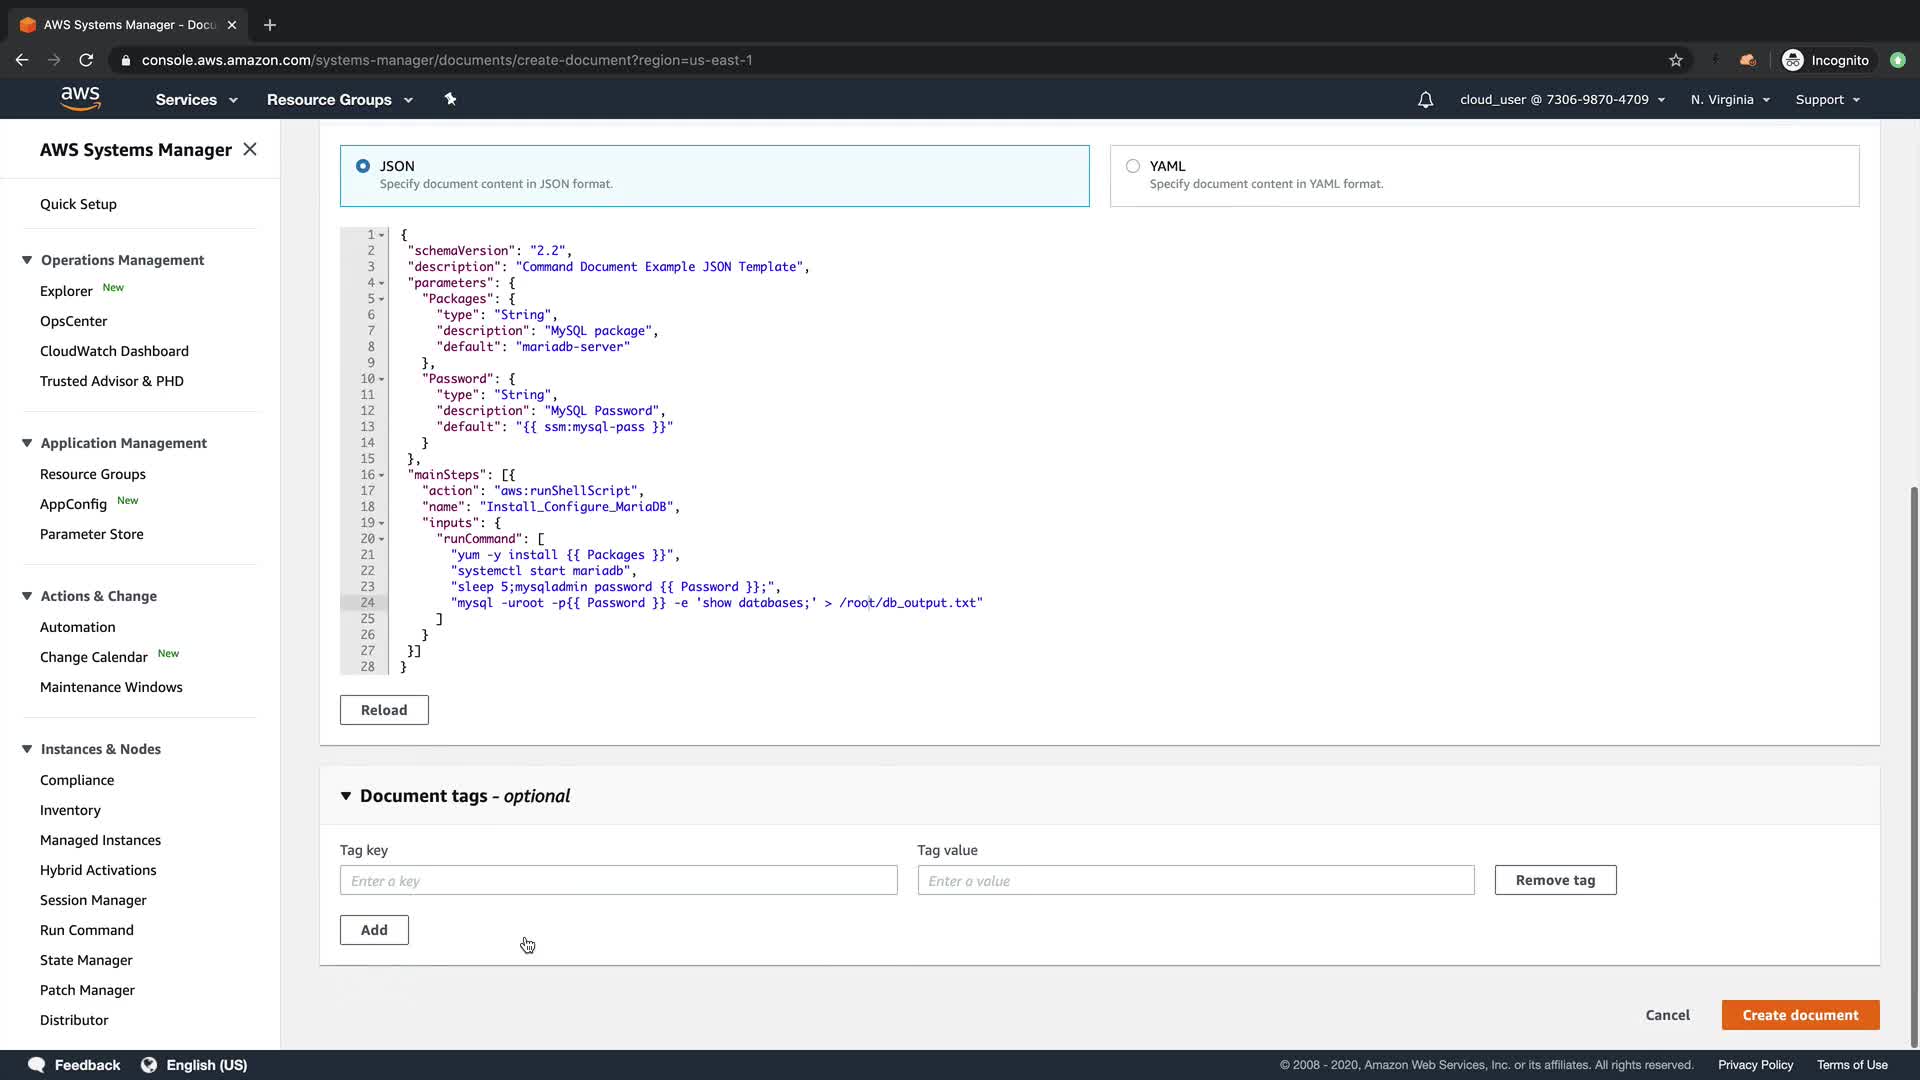 AWS Systems Manager - Docu
console.aws.amazon.com/systems-manager/documents/create-document?region=us-east-1
Incognito
aws
Services
Resource Groups
cloud_user @ 7306-9870-4709
N. Virginia
Support
AWS Systems Manager
Quick Setup
Operations Management
Explorer New
OpsCenter
CloudWatch Dashboard
Trusted Advisor & PHD
Application Management
Resource Groups
AppConfig New
Parameter Store
Actions & Change
Automation
Change Calendar New
Maintenance Windows
Instances & Nodes
Compliance
Inventory
Managed Instances
Hybrid Activations
Session Manager
Run Command
State Manager
Patch Manager
Distributor
JSON
Specify document content in JSON format.
YAML
Specify document content in YAML format.
1 {
2 "schemaVersion": "2.2",
3 "description": "Command Document Example JSON Template",
4 "parameters": {
5 "Packages": {
6 "type": "String",
7 "description": "MySQL package",
8 "default": "mariadb-server"
9 },
10 "Password": {
11 "type": "String",
12 "description": "MySQL Password",
13 "default": "{{ ssm:mysql-pass }}"
14 }
15 },
16 "mainSteps": [{
17 "action": "aws:runShellScript",
18 "name": "Install_Configure_MariaDB",
19 "inputs": {
20 "runCommand": [
21 "yum -y install {{ Packages }}",
22 "systemctl start mariadb",
23 "sleep 5;mysqladmin password {{ Password }};",
24 "mysql -uroot -p{{ Password }} -e 'show databases;' > /root/db_output.txt"
25 ]
26 }
27 }]
28 }
Reload
Document tags - optional
Tag key
Tag value
Enter a key
Enter a value
Remove tag
Add
Cancel
Create document
Feedback
English (US)
© 2008 - 2020, Amazon Web Services, Inc. or its affiliates. All rights reserved.
Privacy Policy
Terms of Use